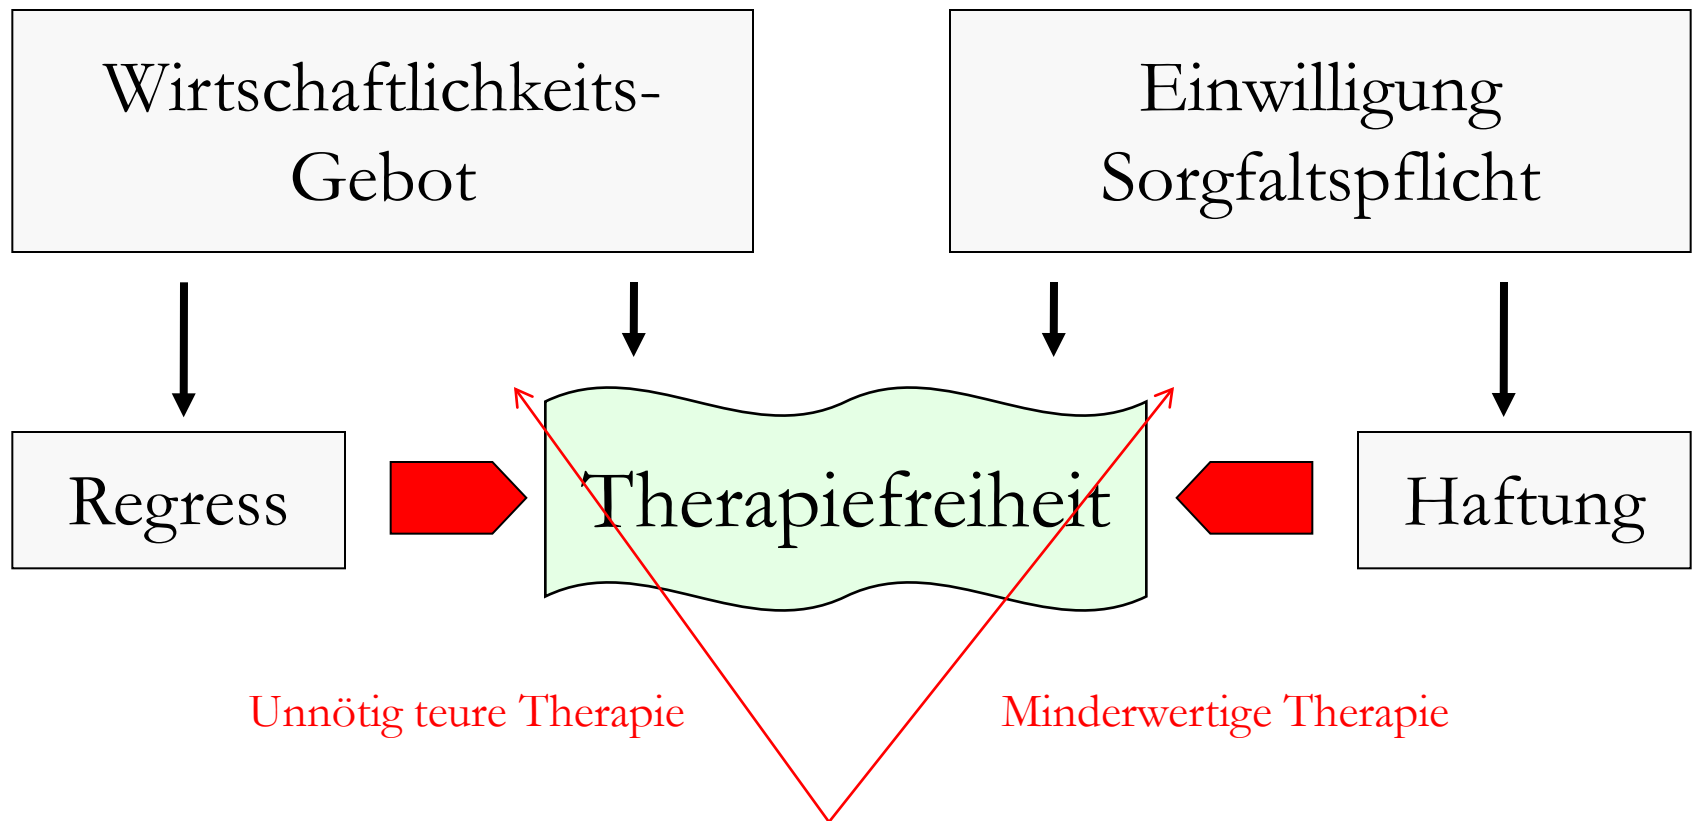 Wirtschaftlichkeits-
Gebot
Einwilligung
Sorgfaltspflicht
Regress
Therapiefreiheit
Haftung
Unnötig teure Therapie
Minderwertige Therapie